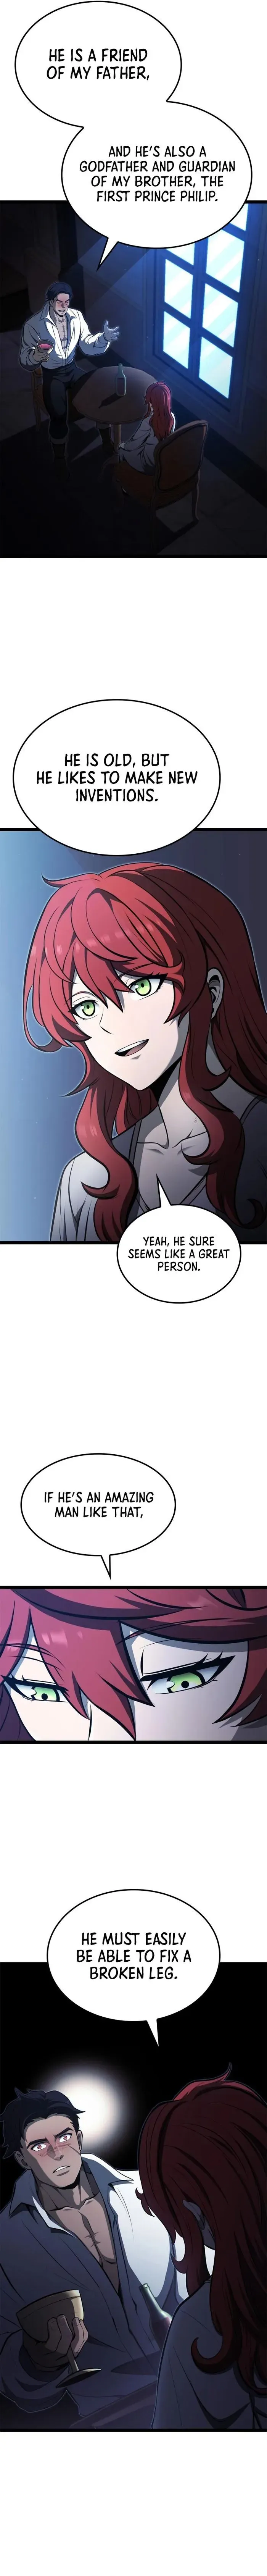 HE IS A FRIEND
OF MY FATHER,
AND HE'S ALSO A
GODFATHER AND GUARDIAN
OF MY BROTHER, THE
FIRST PRINCE PHILIP.
HE IS OLD, BUT
HE LIKES TO MAKE NEW
INVENTIONS.
YEAH, HE SURE
SEEMS LIKE A GREAT
PERSON.
IF HE'S AN AMAZING
MAN LIKE THAT,
HE MUST EASILY
BE ABLE TO FIX A
BROKEN LEG.